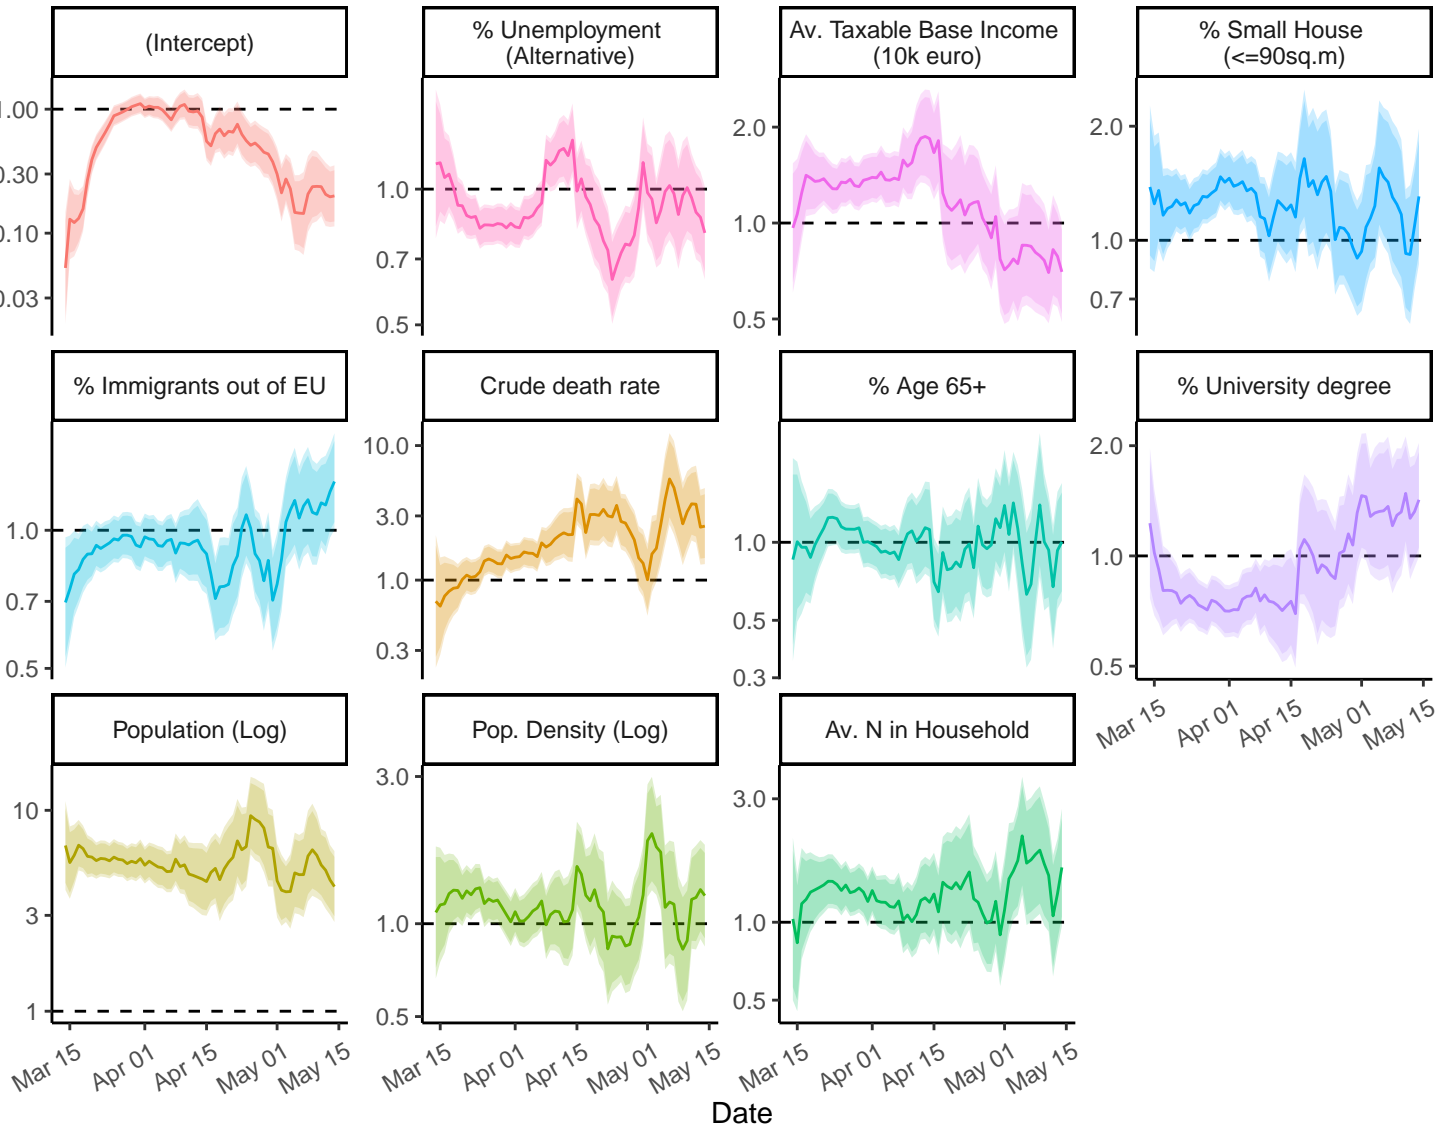 (Intercept)
% Unemployment
(Alternative)
Av. Taxable Base Income
(10k euro)
% Small House
(<=90sq.m)
1.00
0.30
0.10
0.03
1.0
0.7
0.5
2.0
1.0
0.5
2.0
1.0
0.7
% Immigrants out of EU
Crude death rate
% Age 65+
% University degree
1.0
0.7
0.5
10.0
3.0
1.0
0.3
1.0
0.5
0.3
2.0
1.0
0.5
Mar 15
Apr 01
Apr 15
May 01
May 15
Population (Log)
Pop. Density (Log)
Av. N in Household
10
3
1
3.0
1.0
0.5
3.0
1.0
0.5
Mar 15
Apr 01
Apr 15
May 01
May 15
Mar 15
Apr 01
Apr 15
May 01
May 15
Mar 15
Apr 01
Apr 15
May 01
May 15
Date